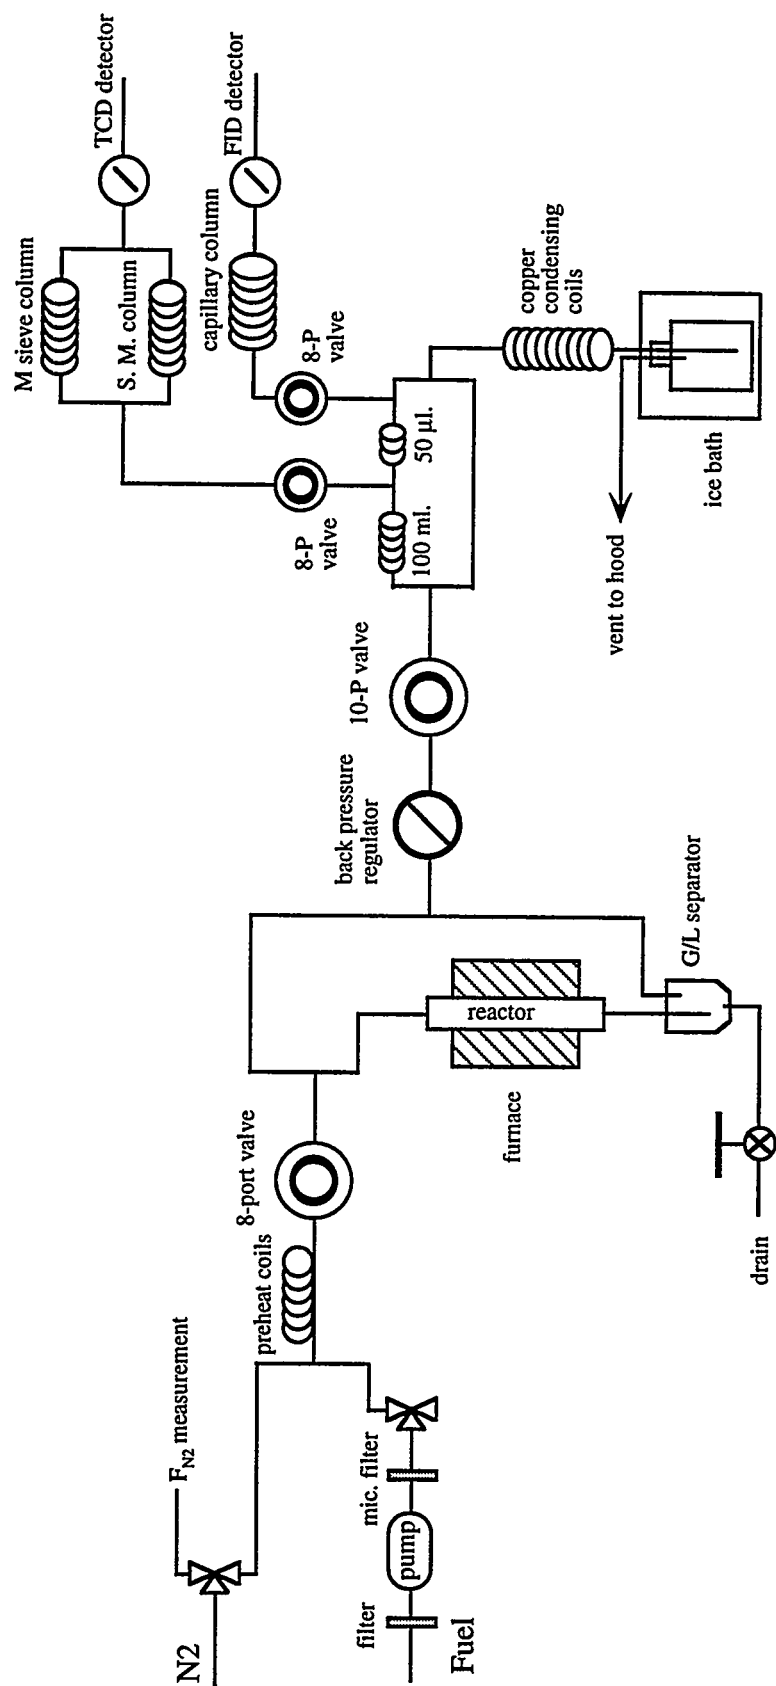 N2
F_N2 measurement
filter
Fuel
pump
mic. filter
preheat coils
8-port valve
furnace
reactor
G/L separator
drain
back pressure
regulator
10-P valve
8-P
valve
8-P
valve
100 ml.
50 µl.
M sieve column
S. M. column
TCD detector
capillary column
FID detector
copper
condensing
coils
ice bath
vent to hood